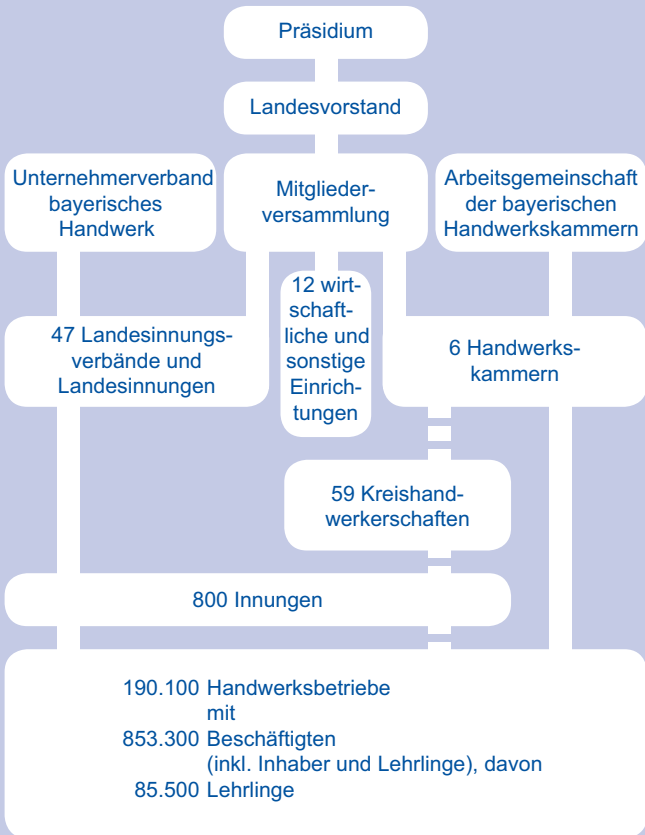 Präsidium
Landesvorstand
Unternehmerverband
bayerisches
Handwerk
Mitglieder-
versammlung
Arbeitsgemeinschaft
der bayerischen
Handwerkskammern
47 Landesinnungs-
verbände und
Landesinnungen
12 wirt-
schaft-
liche und
sonstige
Einrich-
tungen
6 Handwerks-
kammern
59 Kreishand-
werkerschaften
800 Innungen
190.100 Handwerksbetriebe
mit
853.300 Beschäftigten
(inkl. Inhaber und Lehrlinge), davon
85.500 Lehrlinge